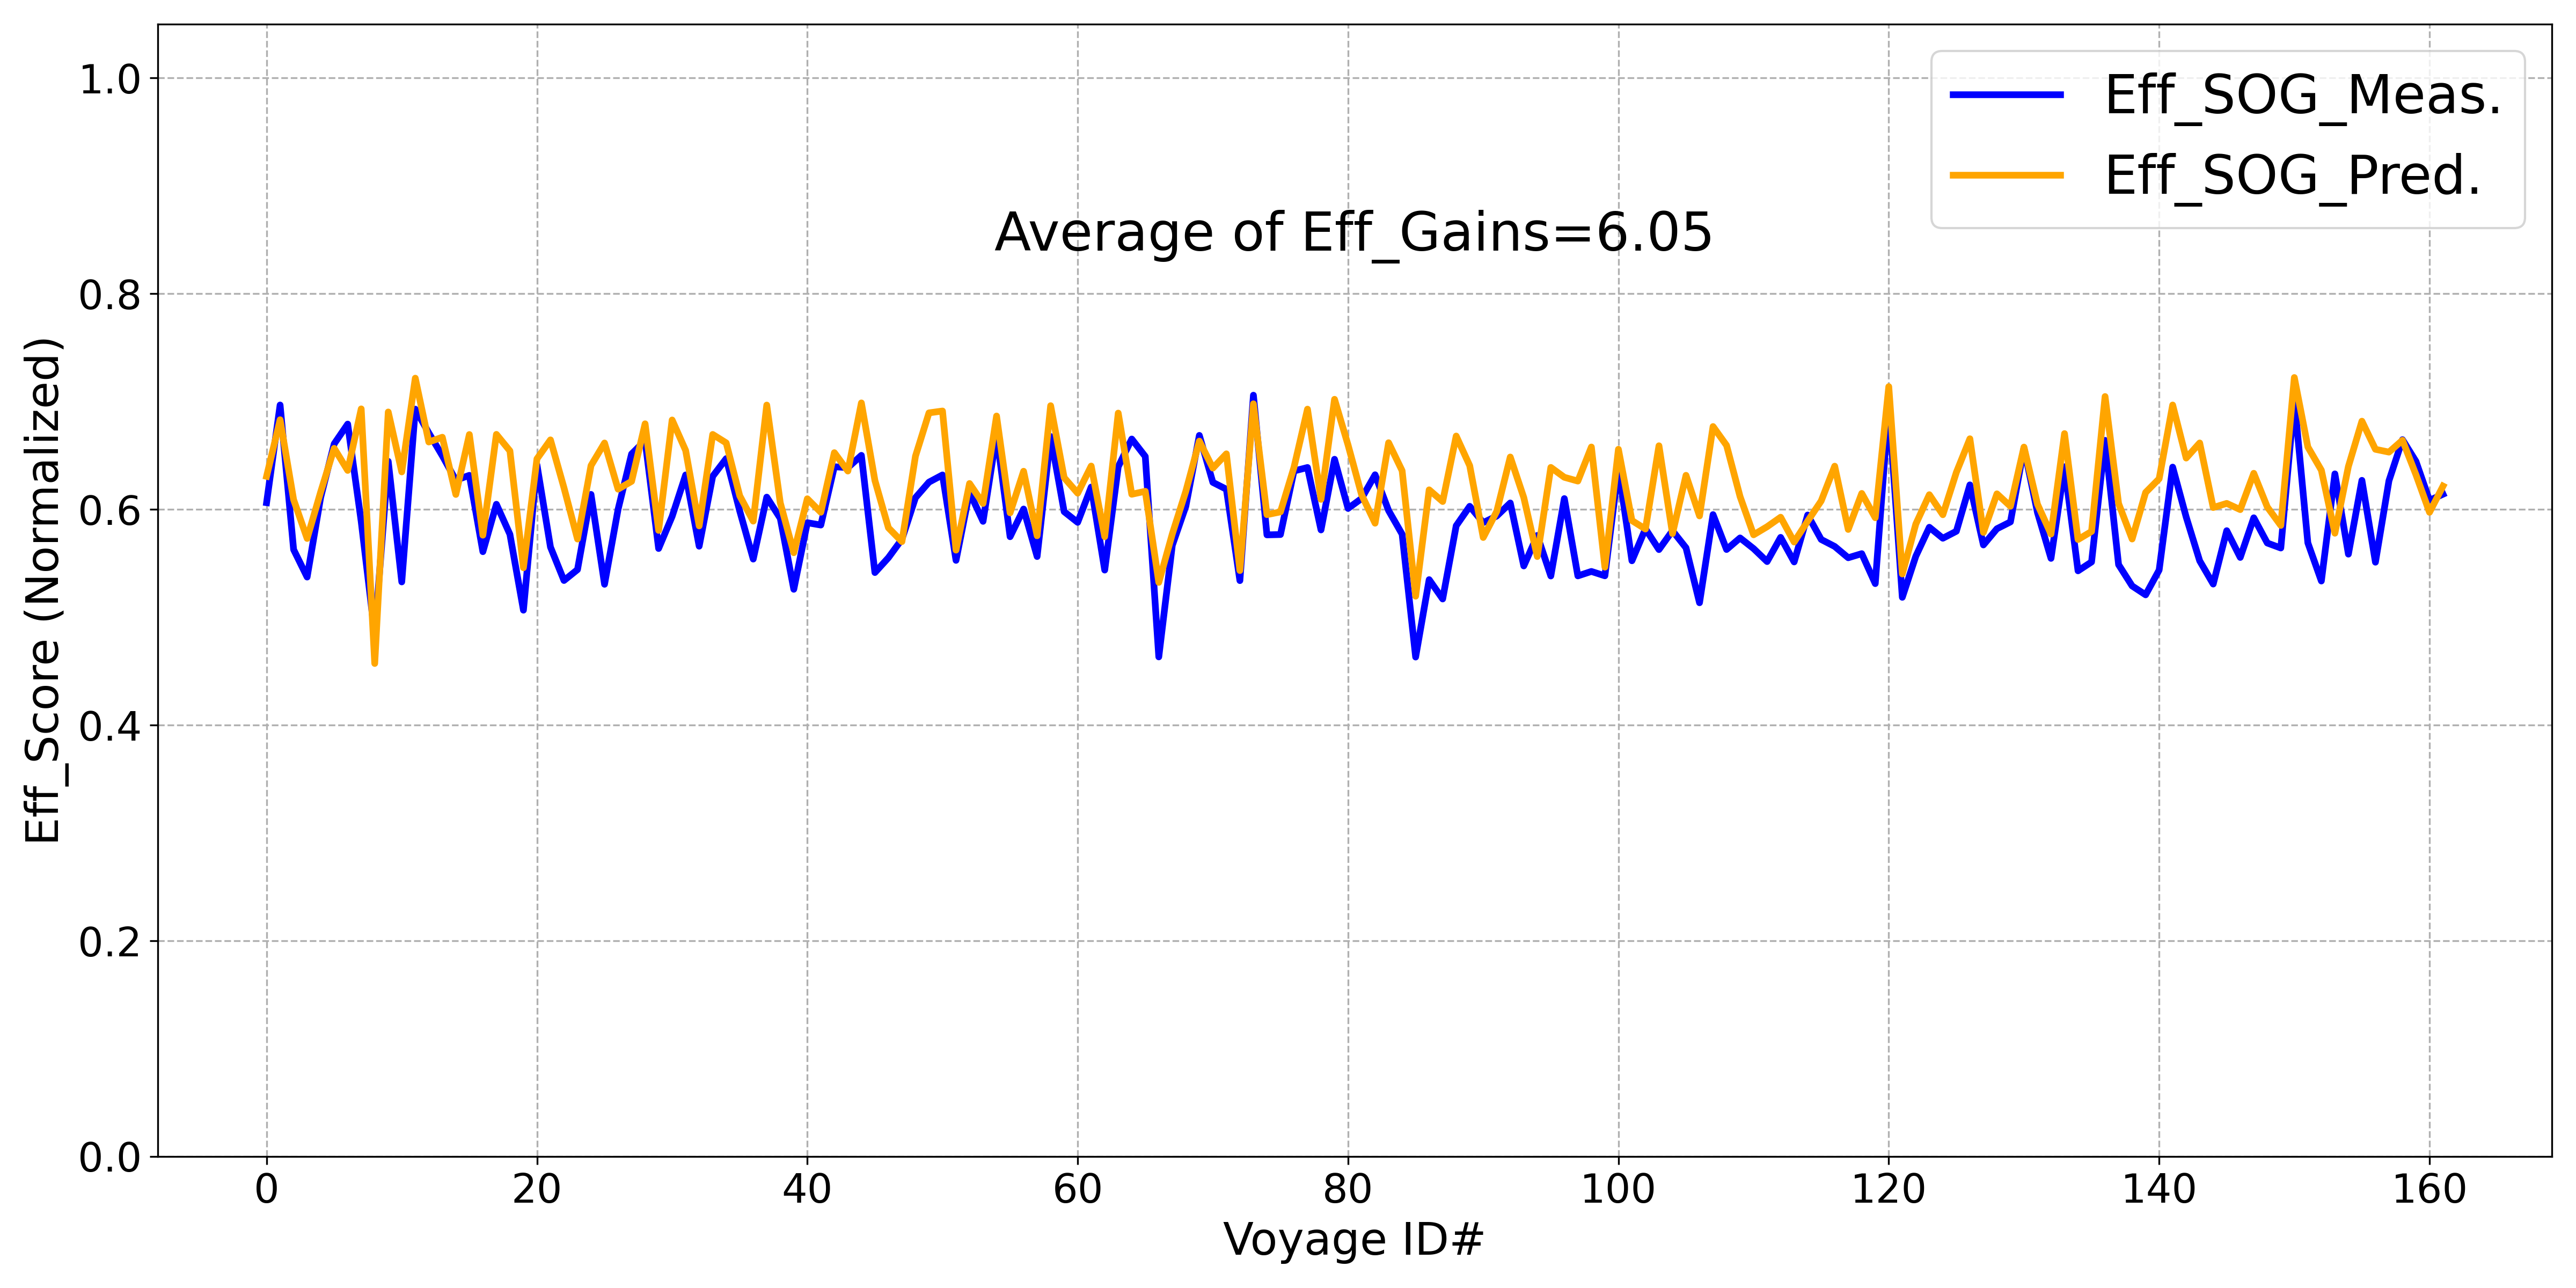 Eff_SOG_Meas.
Eff_SOG_Pred.
Average of Eff_Gains=6.05
Eff_Score (Normalized)
1.0
0.8
0.6
0.4
0.2
0.0
0 20 40 60 80 100 120 140 160
Voyage ID#